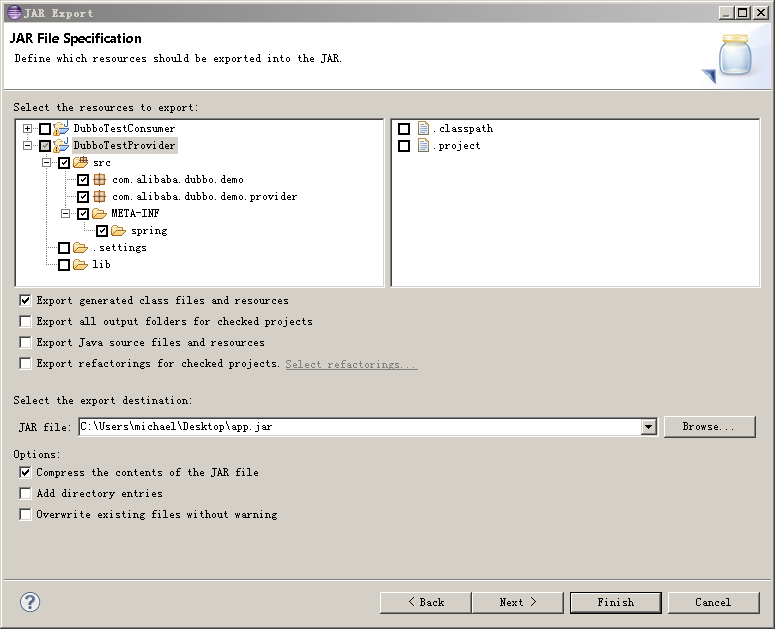 JAR Export
JAR File Specification
Define which resources should be exported into the JAR.
Select the resources to export:
DubboTestConsumer
DubboTestProvider
src
com.alibaba.dubbo.demo
com.alibaba.dubbo.demo.provider
META-INF
spring
.settings
lib
.classpath
.project
Export generated class files and resources
Export all output folders for checked projects
Export Java source files and resources
Export refactorings for checked projects. Select refactorings...
Select the export destination:
JAR file: C:\Users\michael\Desktop\app.jar Browse...
Options:
Compress the contents of the JAR file
Add directory entries
Overwrite existing files without warning
? < Back Next > Finish Cancel